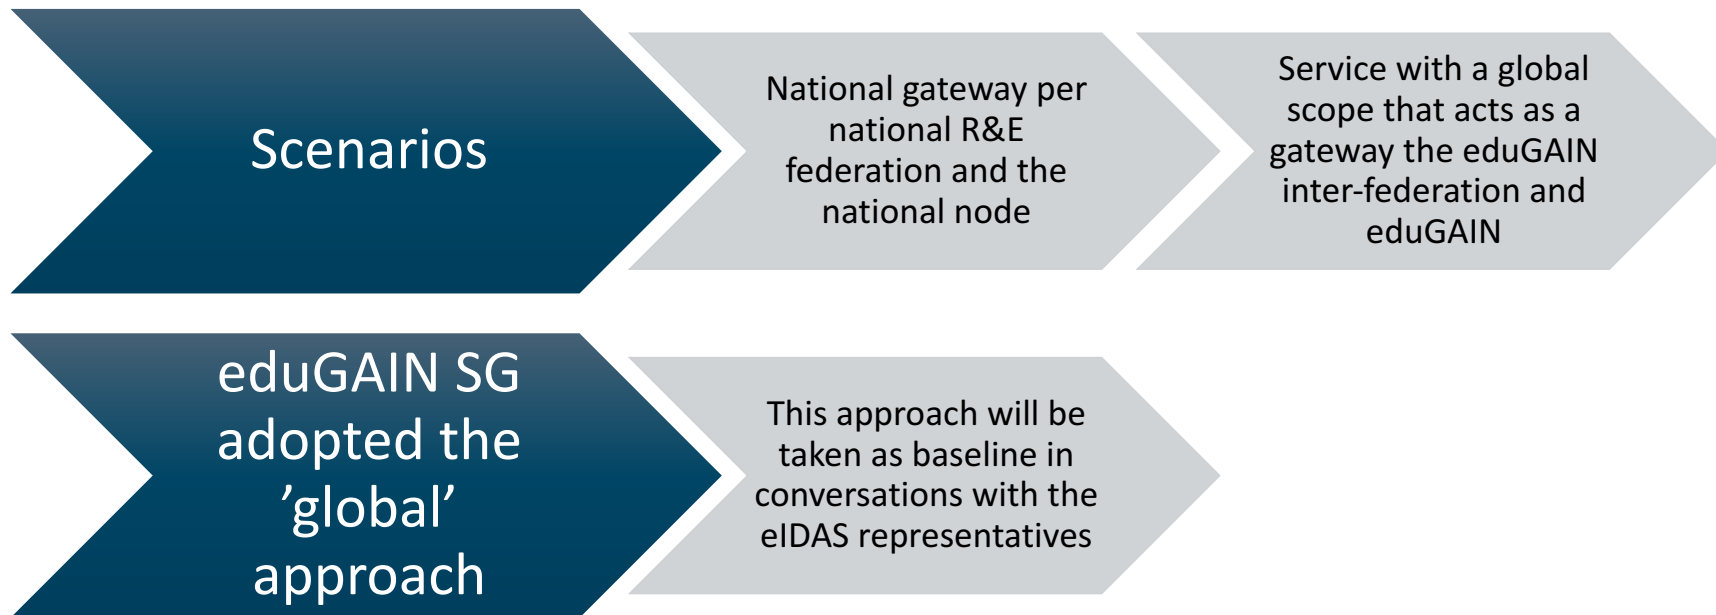 Scenarios
National gateway per
national R&E
federation and the
national node
Service with a global
scope that acts as a
gateway the eduGAIN
inter-federation and
eduGAIN
eduGAIN SG
adopted the
’global’
approach
This approach will be
taken as baseline in
conversations with the
eIDAS representatives